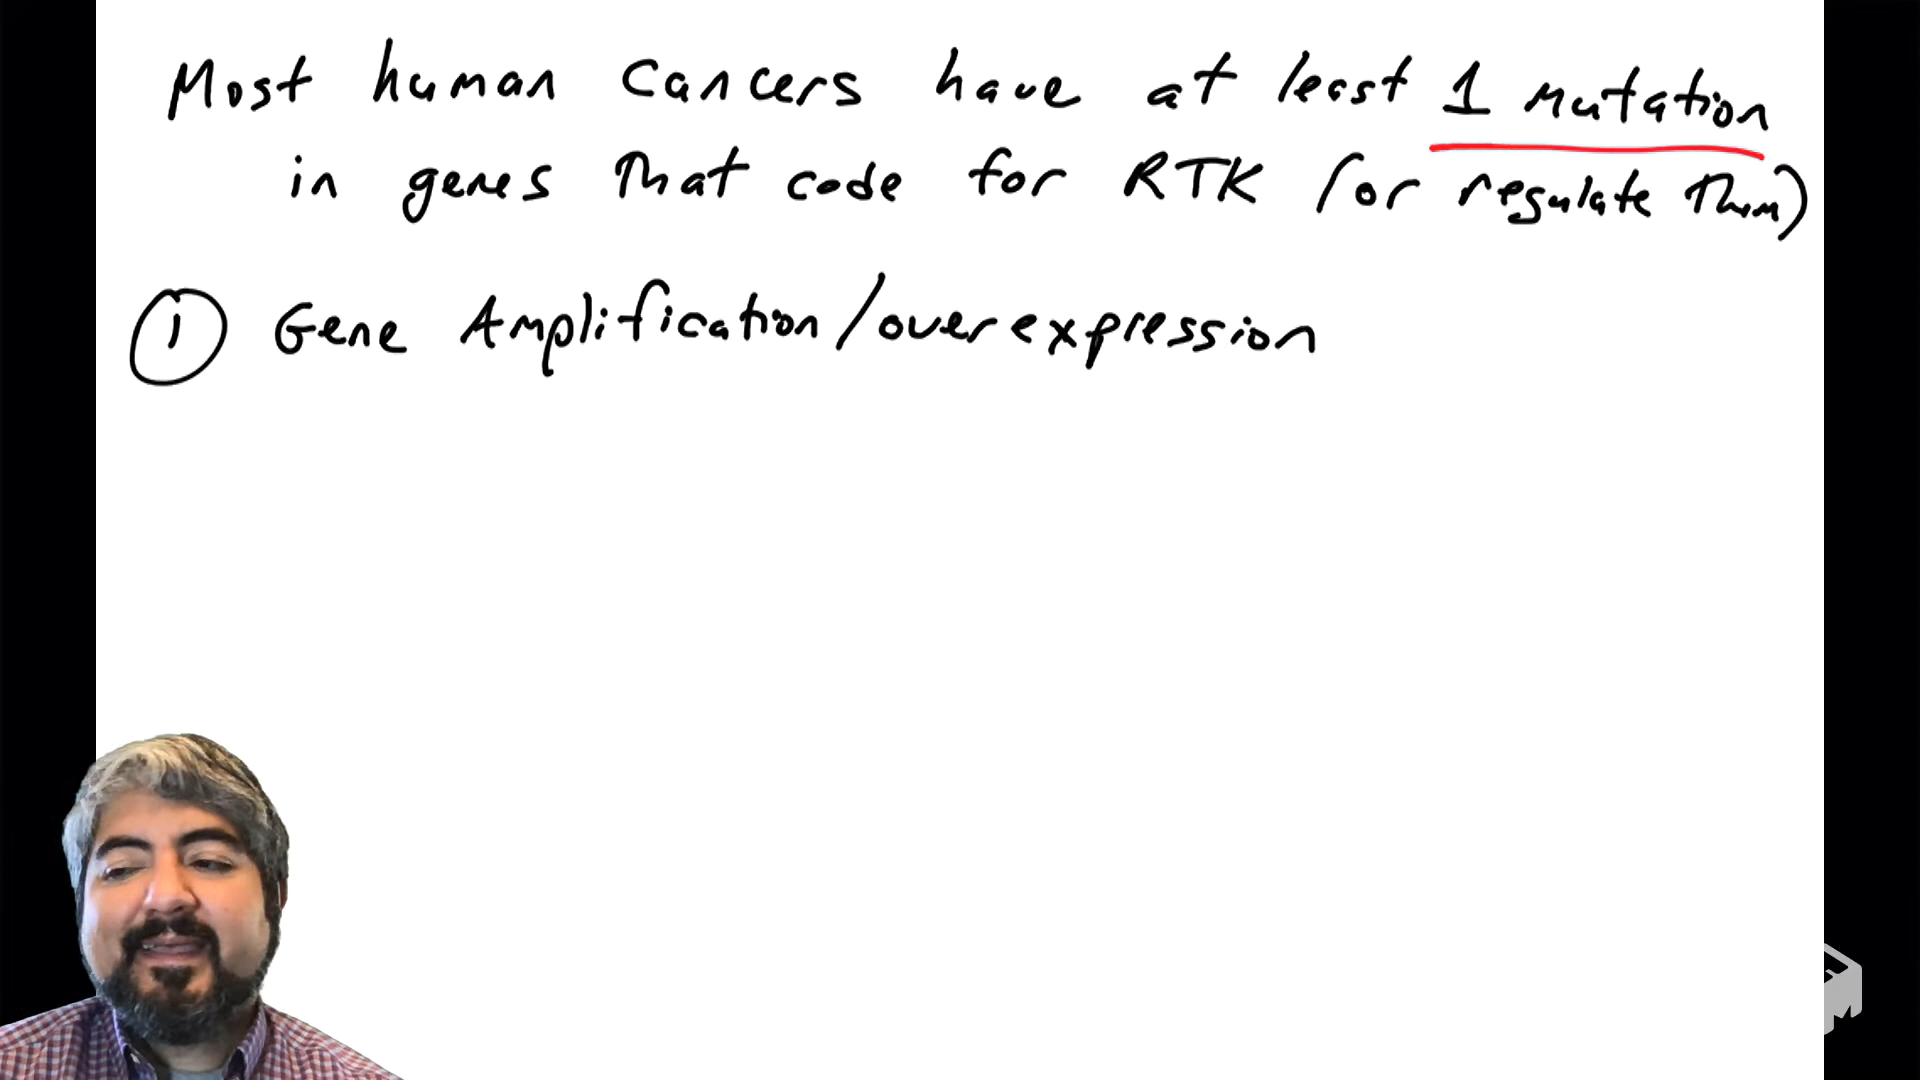 Most human cancers have at least 1 mutation
in genes that code for RTK (or regulate them)
1 Gene Amplification/overexpression